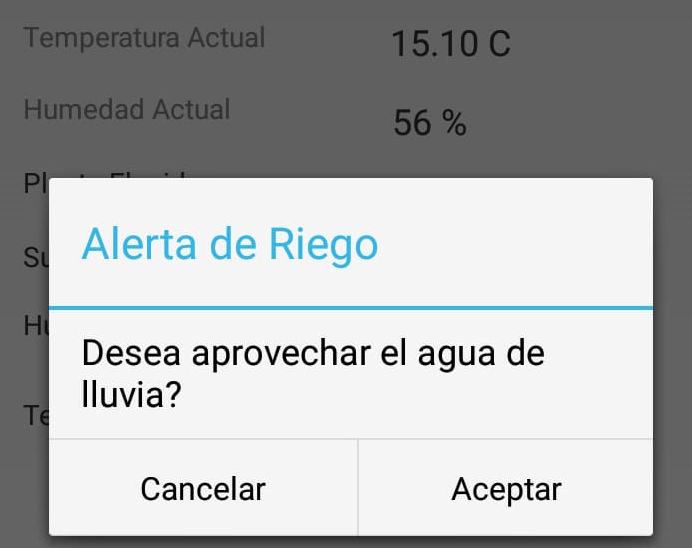 Temperatura Actual 15.10 C
Humedad Actual 56 %
Alerta de Riego
Desea aprovechar el agua de
lluvia?
Cancelar Aceptar